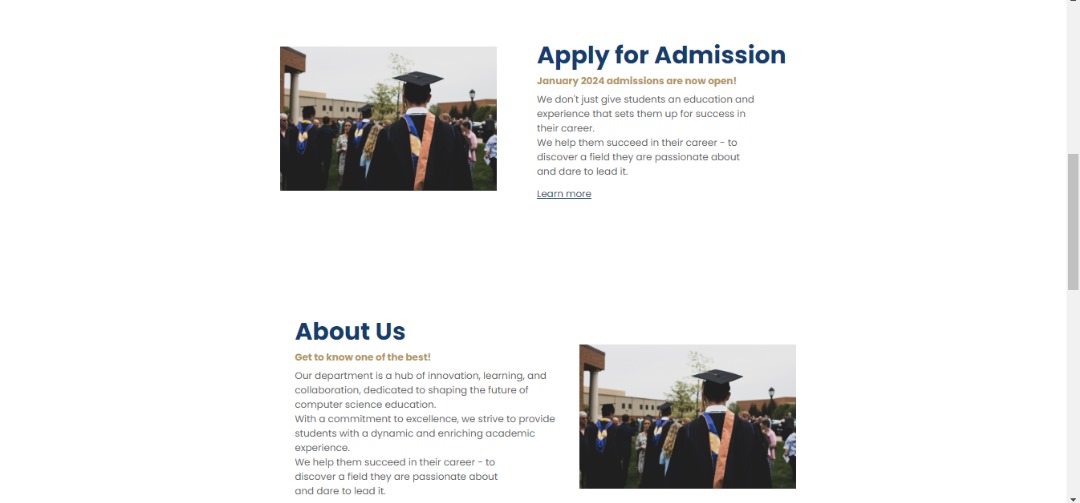 Apply for Admission
January 2024 admissions are now open!
We don't just give students an education and
experience that sets them up for success in
their career.
We help them succeed in their career - to
discover a field they are passionate about
and dare to lead it.
Learn more
About Us
Get to know one of the best!
Our department is a hub of innovation, learning, and
collaboration, dedicated to shaping the future of
computer science education.
With a commitment to excellence, we strive to provide
students with a dynamic and enriching academic
experience.
We help them succeed in their career - to
discover a field they are passionate about
and dare to lead it.